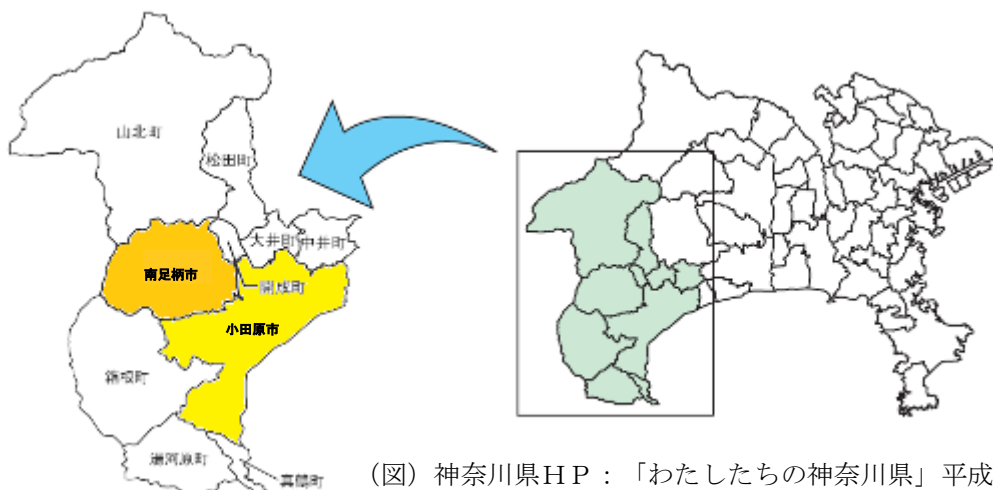 山北町
松田町
大井町
中井町
南足柄市
開成町
小田原市
箱根町
湯河原町
真鶴町
（図）神奈川県ＨＰ：「わたしたちの神奈川県」平成